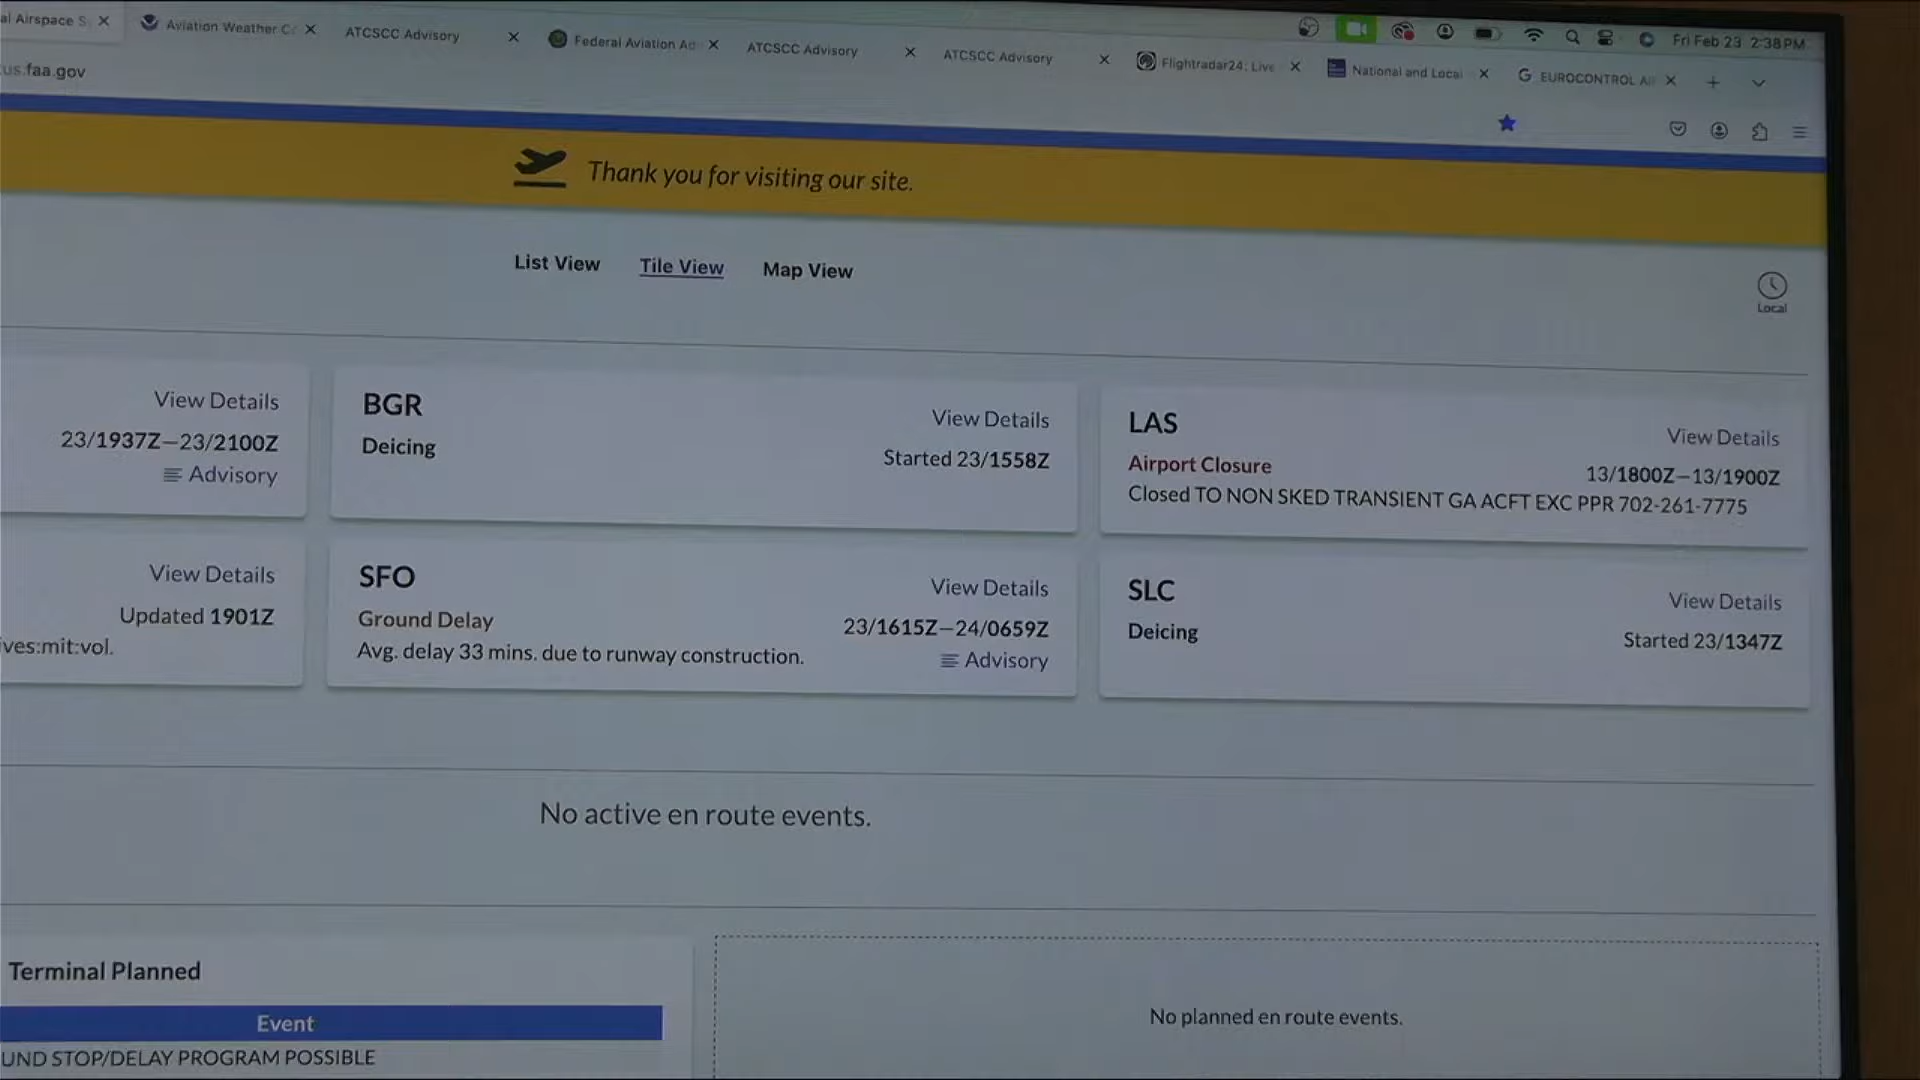 al Airspace S
Aviation Weather Ce
ATCSCC Advisory
Federal Aviation Ad
ATCSCC Advisory
ATCSCC Advisory
Flightradar24: Live
National and Local
EUROCONTROL
Fri Feb 23 2:38 PM
us.faa.gov
Thank you for visiting our site.
List View
Tile View
Map View
Local
View Details
23/1937Z—23/2100Z
Advisory
BGR
View Details
Deicing
Started 23/1558Z
LAS
View Details
Airport Closure
13/1800Z—13/1900Z
Closed TO NON SKED TRANSIENT GA ACFT EXC PPR 702-261-7775
View Details
Updated 1901Z
ves:mit:vol.
SFO
View Details
Ground Delay
23/1615Z—24/0659Z
Avg. delay 33 mins. due to runway construction.
Advisory
SLC
View Details
Deicing
Started 23/1347Z
No active en route events.
Terminal Planned
Event
UND STOP/DELAY PROGRAM POSSIBLE
No planned en route events.